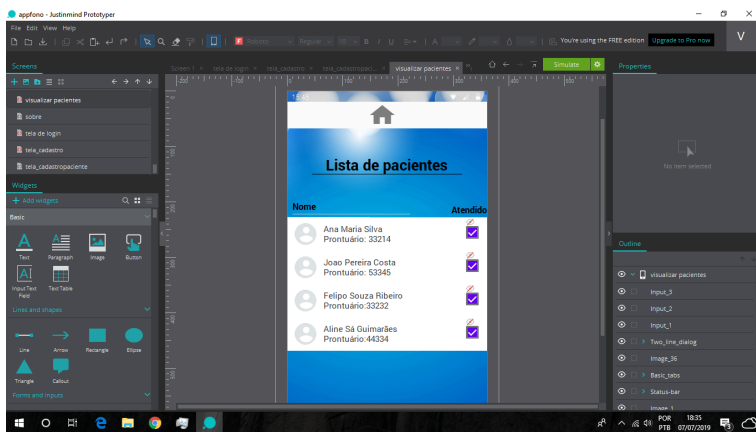 appfono - Justinmind Prototyper
File Edit View Help
Regular
You're using the FREE edition
Upgrade to Pro now
V
Screens
Screen 1
tela de login
tela_cadastro
tela_cadastropaci...
visualizar pacientes
Simulate
Properties
visualizar pacientes
sobre
tela de login
tela_cadastro
tela_cadastropaciente
Widgets
Add widgets
Basic
Text
Paragraph
Image
Button
Input Text Field
Text Table
Lines and shapes
Line
Arrow
Rectangle
Ellipse
Triangle
Callout
Forms and inputs
Lista de pacientes
Nome
Atendido
Ana Maria Silva
Prontuário: 33214
Joao Pereira Costa
Prontuário: 53345
Felipo Souza Ribeiro
Prontuário:33232
Aline Sá Guimarães
Prontuário:44334
No item selected
Outline
visualizar pacientes
Input_3
Input_2
Input_1
Two_line_dialog
Image_36
Basic_tabs
Status-bar
Image_1
POR
PTB
18:35
07/07/2019